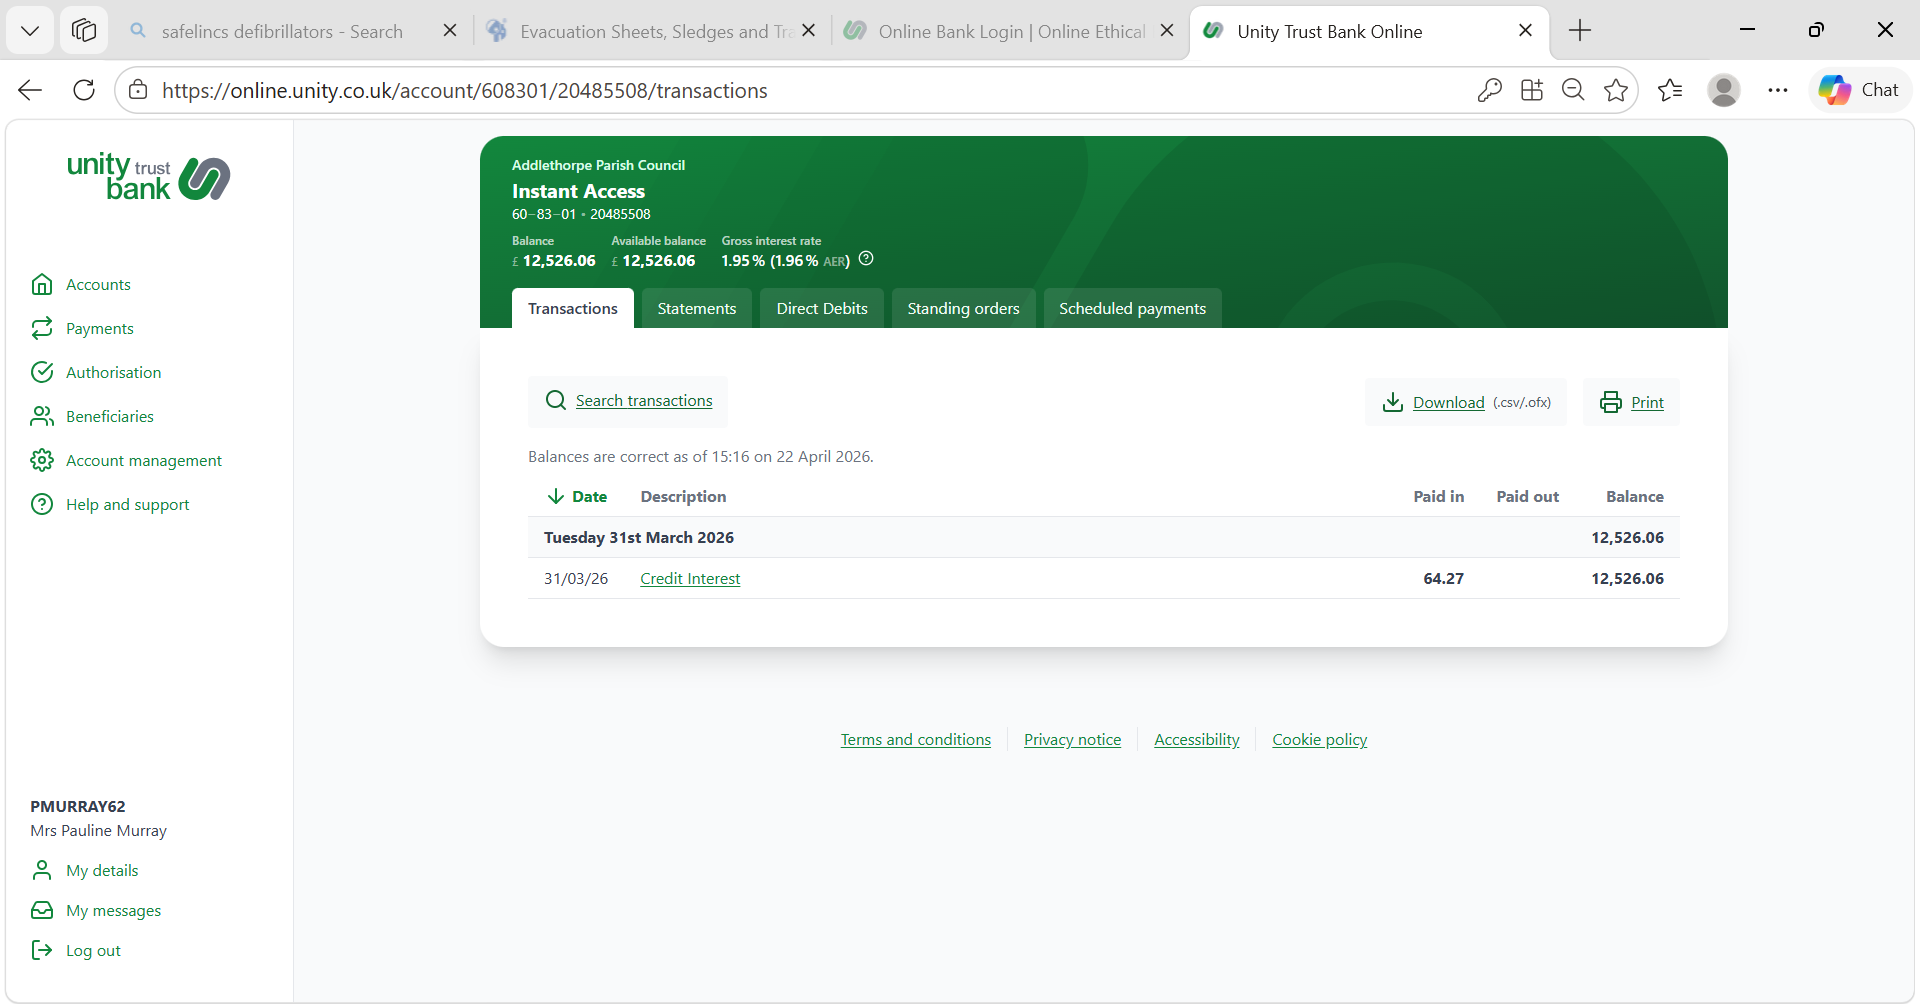 safelincs defibrillators - Search
Evacuation Sheets, Sledges and Tra
Online Bank Login | Online Ethical
Unity Trust Bank Online
https://online.unity.co.uk/account/608301/20485508/transactions
Chat
unity trust
bank
Accounts
Payments
Authorisation
Beneficiaries
Account management
Help and support
PMURRAY62
Mrs Pauline Murray
My details
My messages
Log out
Addlethorpe Parish Council
Instant Access
60-83-01 • 20485508
Balance Available balance Gross interest rate
£ 12,526.06 £ 12,526.06 1.95% (1.96% AER)
Transactions Statements Direct Debits Standing orders Scheduled payments
Search transactions
Download (.csv/.ofx) Print
Balances are correct as of 15:16 on 22 April 2026.
Date Description Paid in Paid out Balance
Tuesday 31st March 2026 12,526.06
31/03/26 Credit Interest 64.27 12,526.06
Terms and conditions Privacy notice Accessibility Cookie policy